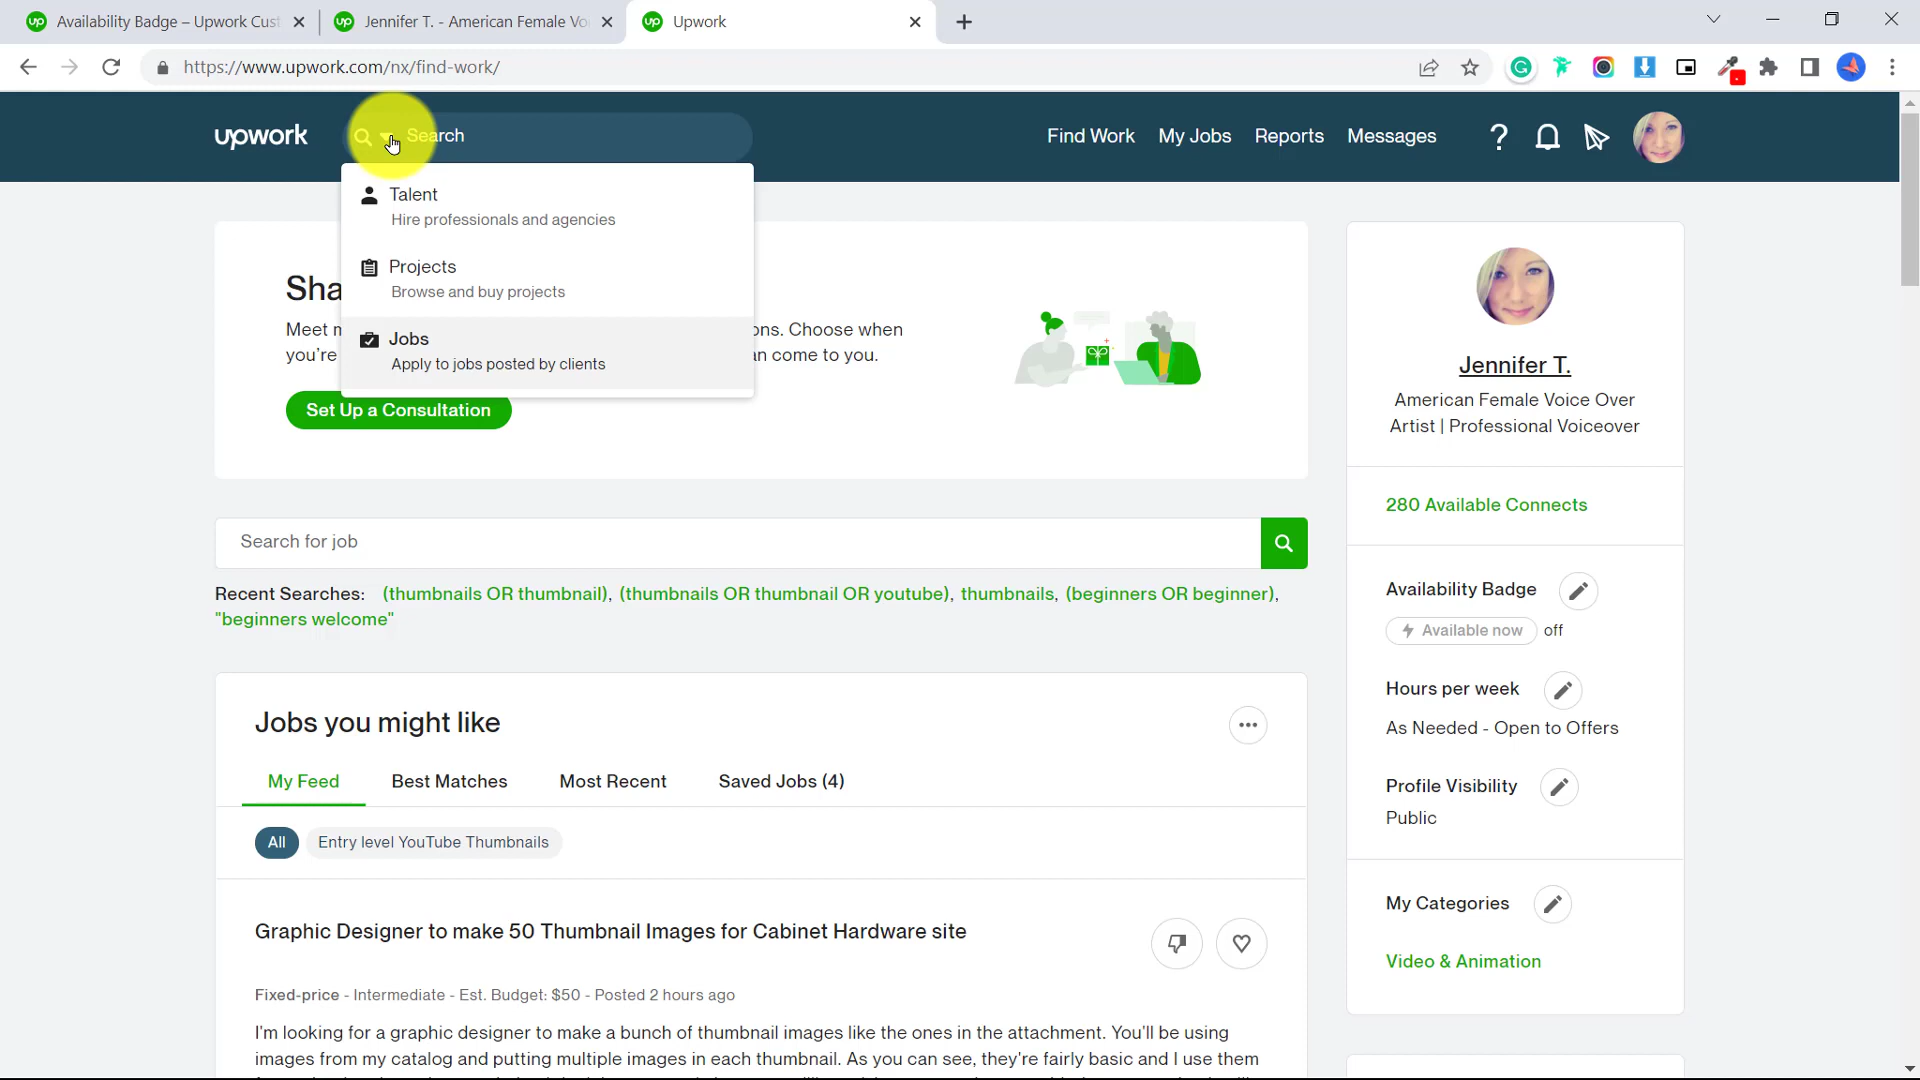 Availability Badge – Upwork Cust
Jennifer T. - American Female Vo
Upwork
https://www.upwork.com/nx/find-work/
upwork
Search
Find Work
My Jobs
Reports
Messages
Talent
Hire professionals and agencies
Projects
Browse and buy projects
Jobs
Apply to jobs posted by clients
Sha
Meet ons. Choose when
you're an come to you.
Set Up a Consultation
Jennifer T.
American Female Voice Over
Artist | Professional Voiceover
280 Available Connects
Search for job
Recent Searches: (thumbnails OR thumbnail), (thumbnails OR thumbnail OR youtube), thumbnails, (beginners OR beginner),
"beginners welcome"
Availability Badge
Available now off
Hours per week
As Needed - Open to Offers
Profile Visibility
Public
My Categories
Video & Animation
Jobs you might like
My Feed
Best Matches
Most Recent
Saved Jobs (4)
All
Entry level YouTube Thumbnails
Graphic Designer to make 50 Thumbnail Images for Cabinet Hardware site
Fixed-price - Intermediate - Est. Budget: $50 - Posted 2 hours ago
I'm looking for a graphic designer to make a bunch of thumbnail images like the ones in the attachment. You'll be using
images from my catalog and putting multiple images in each thumbnail. As you can see, they're fairly basic and I use them